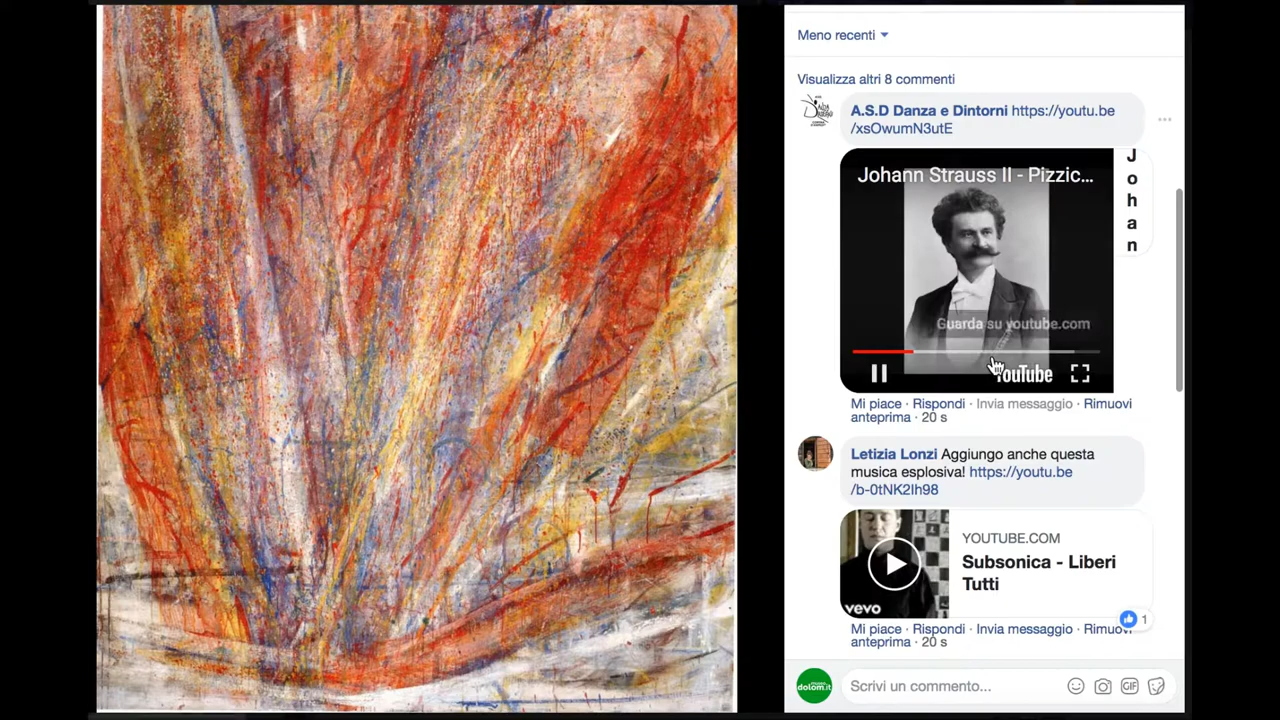 Meno recenti
Visualizza altri 8 commenti
A.S.D Danza e Dintorni https://youtu.be
/xsOwumN3utE
Johann Strauss II - Pizzic...
J
o
h
a
n
Guarda su youtube.com
YouTube
Mi piace · Rispondi · Invia messaggio · Rimuovi
anteprima · 20 s
Letizia Lonzi Aggiungo anche questa
musica esplosiva! https://youtu.be
/b-0tNK2Ih98
YOUTUBE.COM
Subsonica - Liberi
Tutti
vevo
1
Mi piace · Rispondi · Invia messaggio · Rimuovi
anteprima · 20 s
dolom.it
Scrivi un commento...
GIF